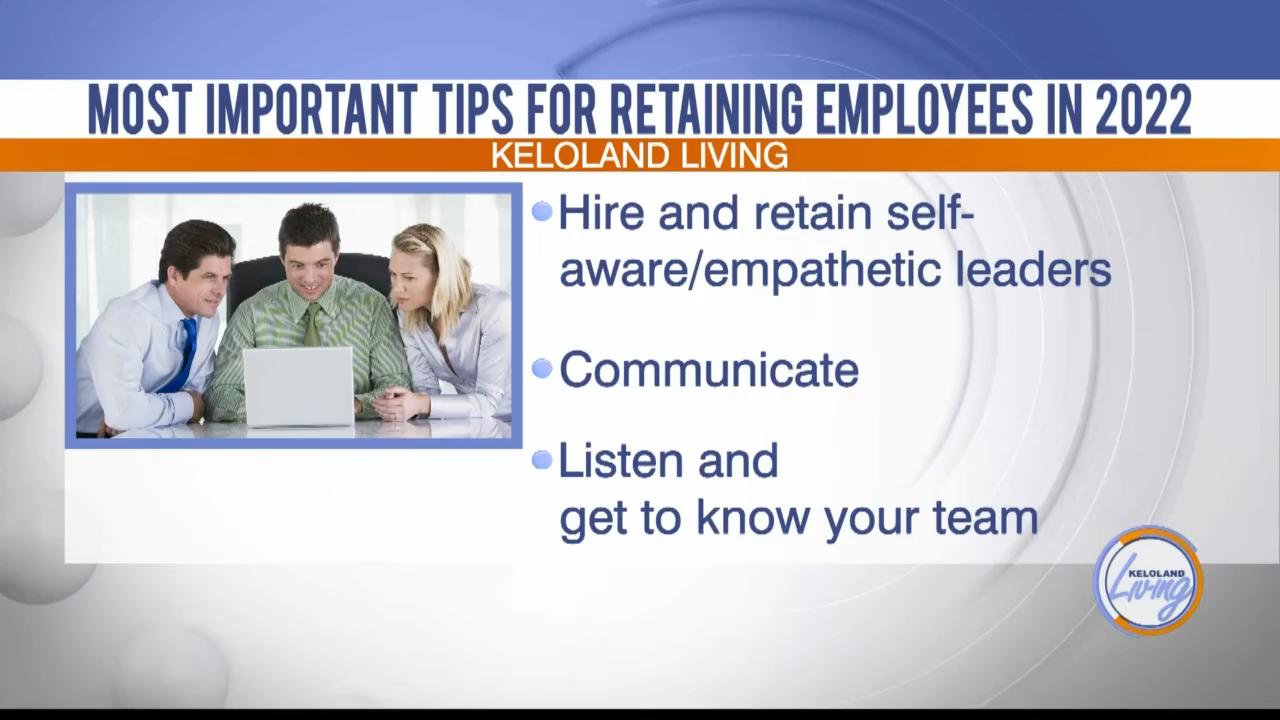 MOST IMPORTANT TIPS FOR RETAINING EMPLOYEES IN 2022
KELOLAND LIVING
Hire and retain self-
aware/empathetic leaders
Communicate
Listen and
get to know your team
KELOLAND
Living